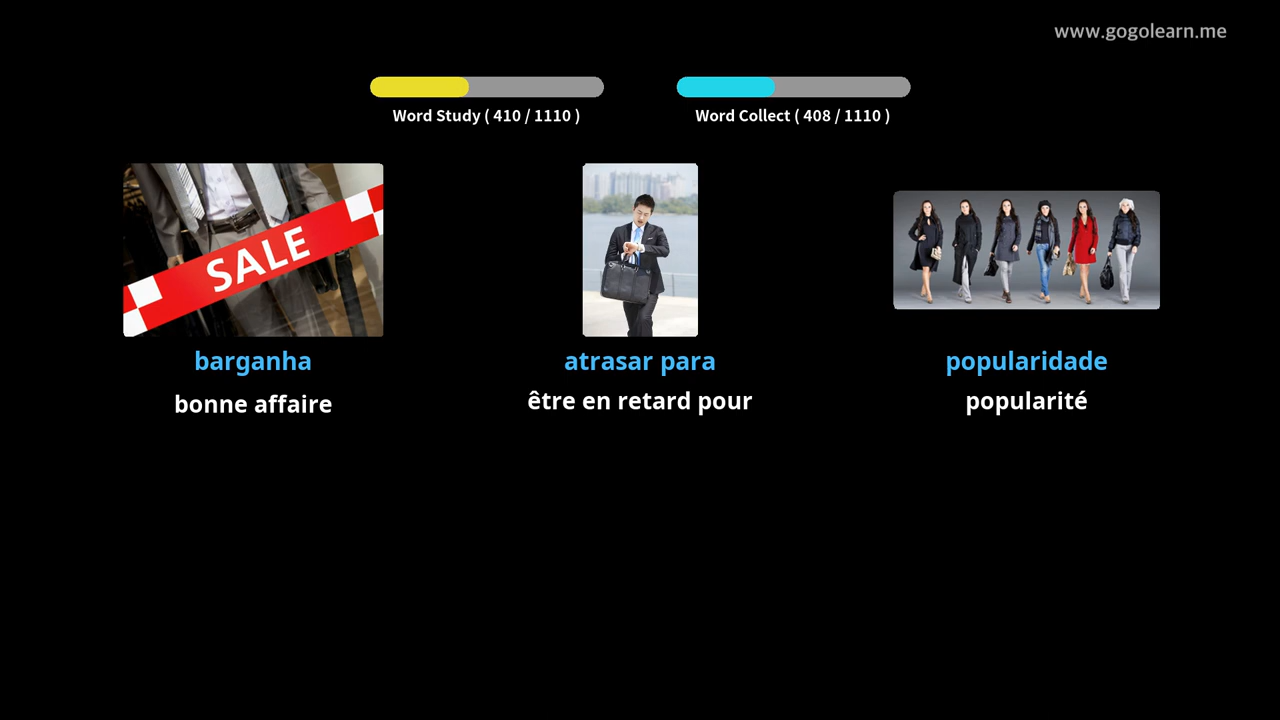 www.gogolearn.me
Word Study ( 410 / 1110 )
Word Collect ( 408 / 1110 )
SALE
barganha
atrasar para
popularidade
bonne affaire
être en retard pour
popularité